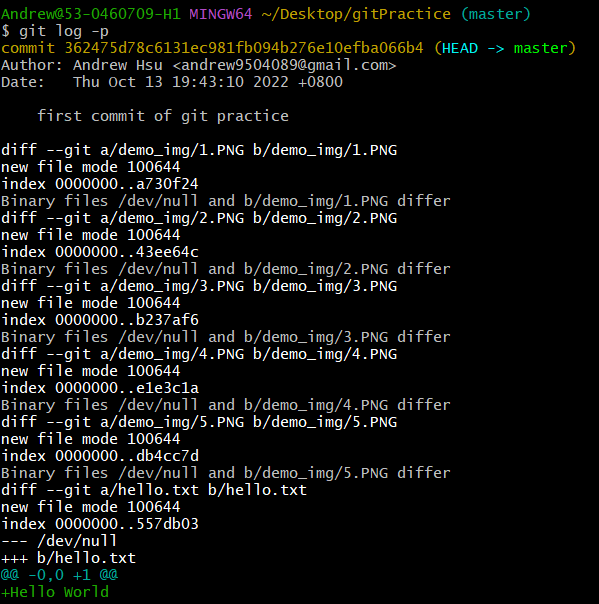 Andrew@53-0460709-H1 MINGW64 ~/Desktop/gitPractice (master)
$ git log -p
commit 362475d78c6131ec981fb094b276e10efba066b4 (HEAD -> master)
Author: Andrew Hsu <andrew9504089@gmail.com>
Date:   Thu Oct 13 19:43:10 2022 +0800

    first commit of git practice

diff --git a/demo_img/1.PNG b/demo_img/1.PNG
new file mode 100644
index 0000000..a730f24
Binary files /dev/null and b/demo_img/1.PNG differ
diff --git a/demo_img/2.PNG b/demo_img/2.PNG
new file mode 100644
index 0000000..43ee64c
Binary files /dev/null and b/demo_img/2.PNG differ
diff --git a/demo_img/3.PNG b/demo_img/3.PNG
new file mode 100644
index 0000000..b237af6
Binary files /dev/null and b/demo_img/3.PNG differ
diff --git a/demo_img/4.PNG b/demo_img/4.PNG
new file mode 100644
index 0000000..e1e3c1a
Binary files /dev/null and b/demo_img/4.PNG differ
diff --git a/demo_img/5.PNG b/demo_img/5.PNG
new file mode 100644
index 0000000..db4cc7d
Binary files /dev/null and b/demo_img/5.PNG differ
diff --git a/hello.txt b/hello.txt
new file mode 100644
index 0000000..557db03
--- /dev/null
+++ b/hello.txt
@@ -0,0 +1 @@
+Hello World